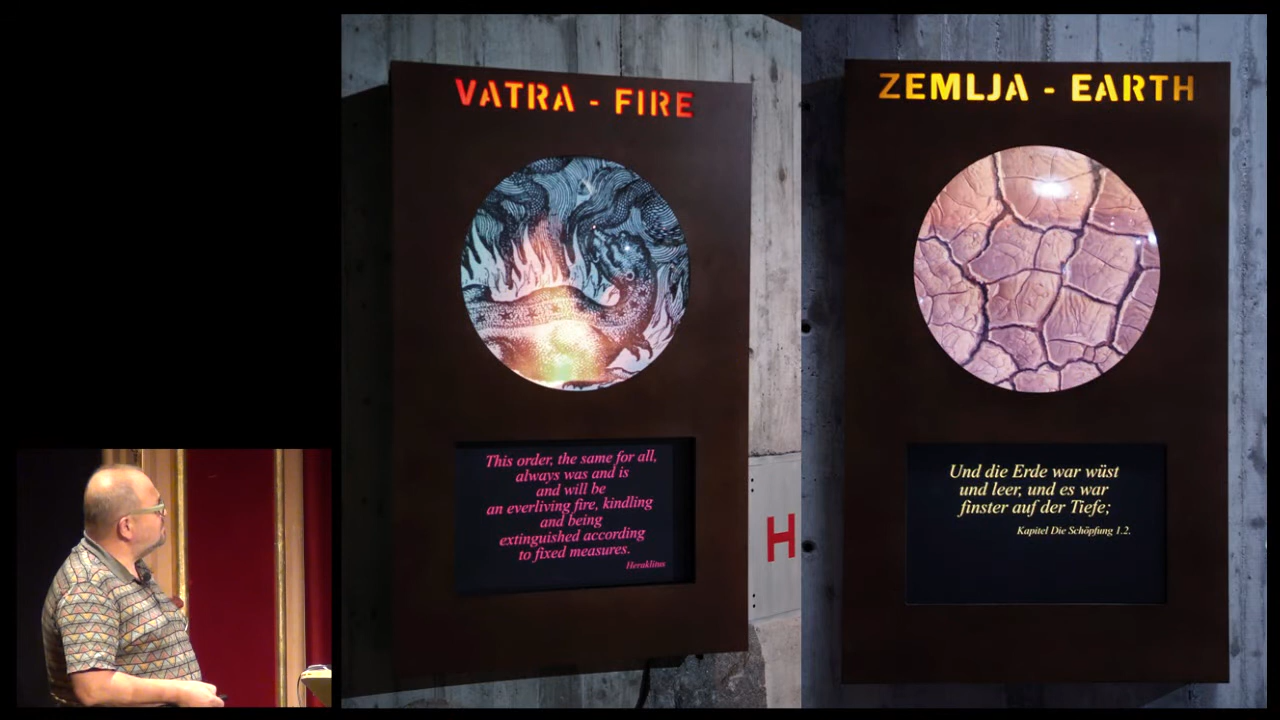 VATRA - FIRE
This order, the same for all,
always was and is
and will be
an everliving fire, kindling
and being
extinguished according
to fixed measures.
Heraklitus
H
ZEMLJA - EARTH
Und die Erde war wüst
und leer, und es war
finster auf der Tiefe;
Kapitel Die Schöpfung 1.2.